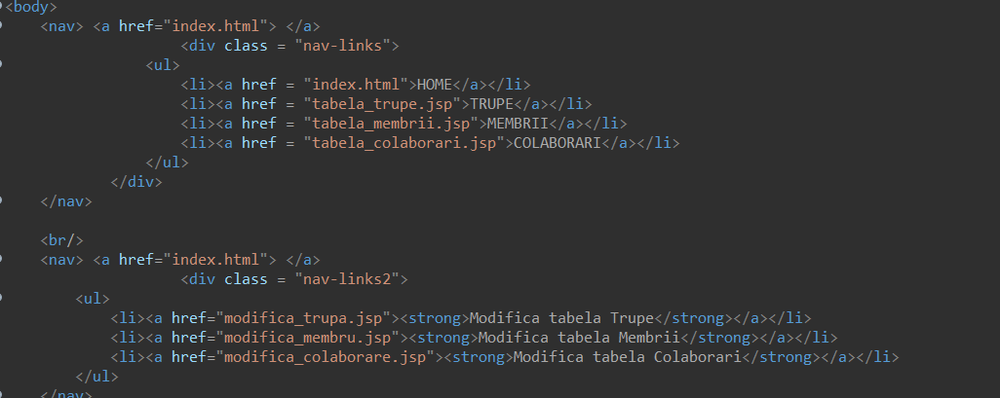 <body>
<nav> <a href="index.html"> </a>
<div class = "nav-links">
<ul>
<li><a href = "index.html">HOME</a></li>
<li><a href = "tabela_trupe.jsp">TRUPE</a></li>
<li><a href = "tabela_membrii.jsp">MEMBRII</a></li>
<li><a href = "tabela_colaborari.jsp">COLABORARI</a></li>
</ul>
</div>
</nav>
<br/>
<nav> <a href="index.html"> </a>
<div class = "nav-links2">
<ul>
<li><a href="modifica_trupa.jsp"><strong>Modifica tabela Trupe</strong></a></li>
<li><a href="modifica_membru.jsp"><strong>Modifica tabela Membrii</strong></a></li>
<li><a href="modifica_colaborare.jsp"><strong>Modifica tabela Colaborari</strong></a></li>
</ul>
</nav>